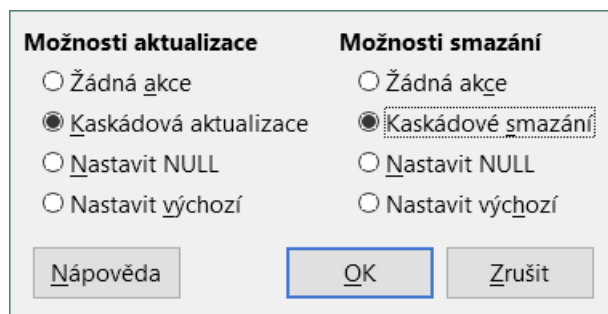 Možnosti aktualizace
Žádná akce
Kaskádová aktualizace
Nastavit NULL
Nastavit výchozí
Možnosti smazání
Žádná akce
Kaskádové smazání
Nastavit NULL
Nastavit výchozí
Nápověda
OK
Zrušit